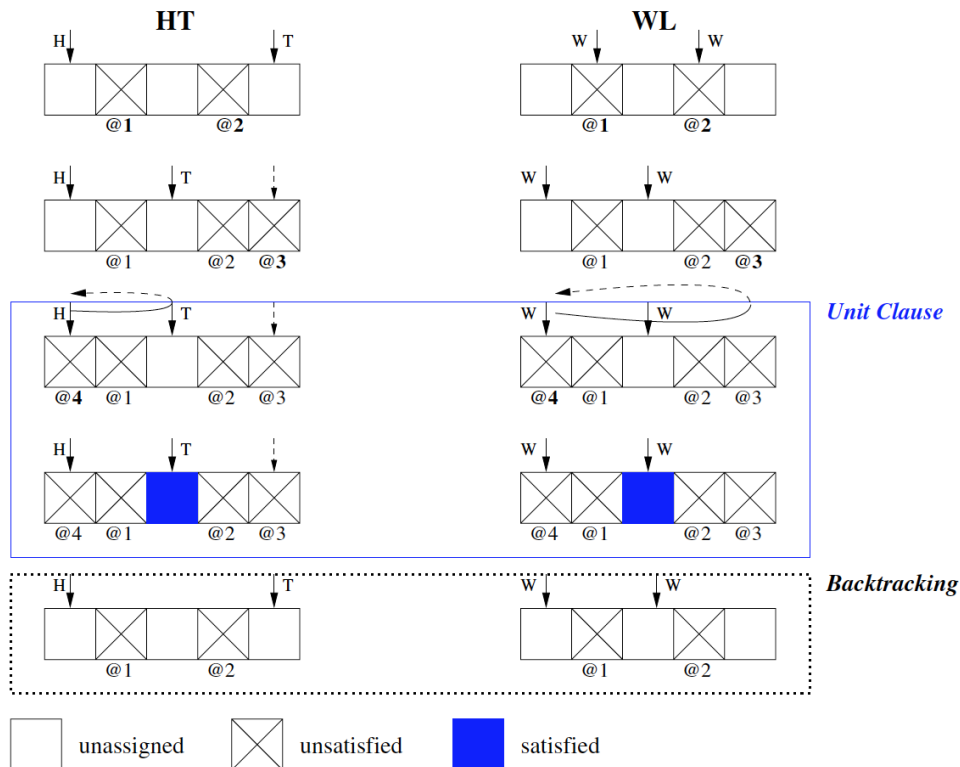 HT WL
H T W W
@1 @2 @1 @2
H T W W
@1 @2 @3 @1 @2 @3
Unit Clause
H T W W
@4 @1 @2 @3 @4 @1 @2 @3
H T W W
@4 @1 @2 @3 @4 @1 @2 @3
Backtracking
H T W W
@1 @2 @1 @2
unassigned unsatisfied satisfied